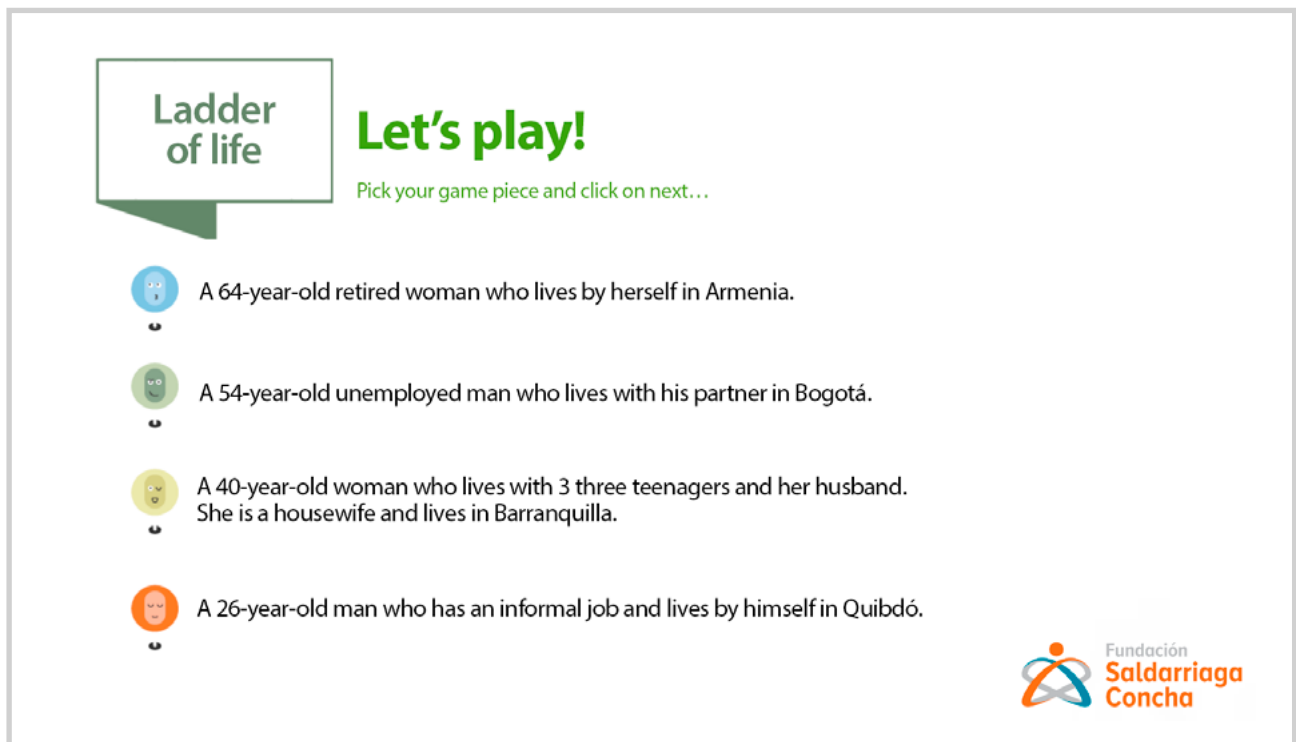 Ladder
of life
Let's play!
Pick your game piece and click on next…
A 64-year-old retired woman who lives by herself in Armenia.
A 54-year-old unemployed man who lives with his partner in Bogotá.
A 40-year-old woman who lives with 3 three teenagers and her husband.
She is a housewife and lives in Barranquilla.
A 26-year-old man who has an informal job and lives by himself in Quibdó.
Fundación
Saldarriaga
Concha